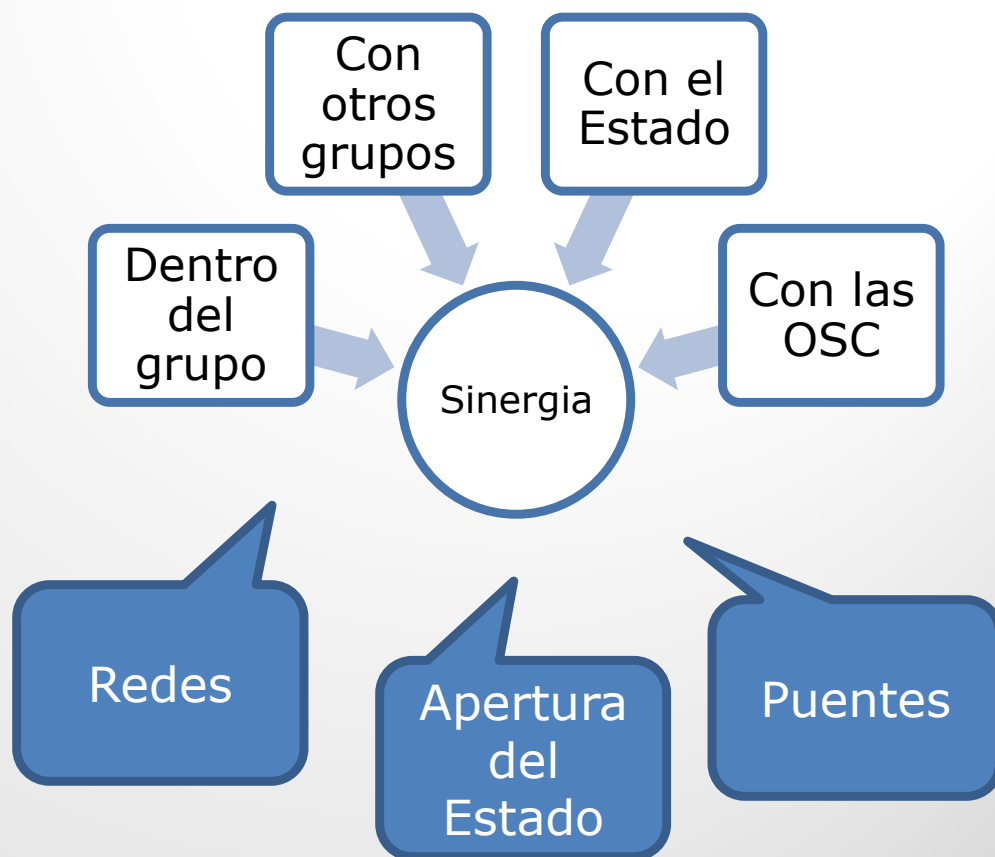 Con
otros
grupos
Con el
Estado
Dentro
del
grupo
Con las
OSC
Sinergia
Redes
Apertura
del
Estado
Puentes